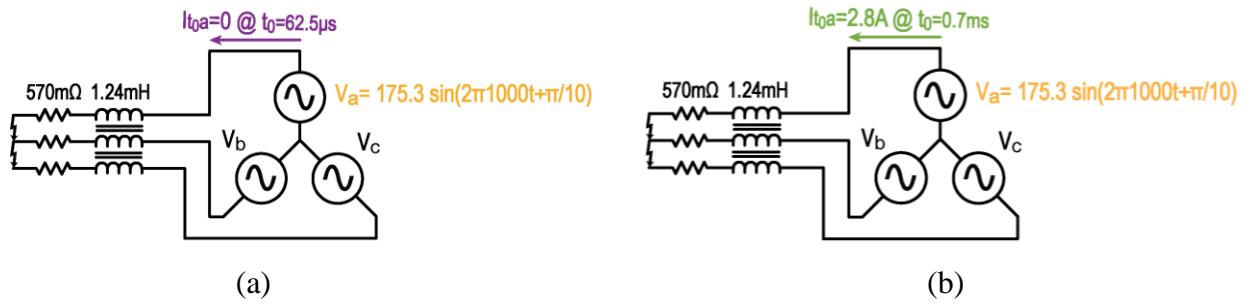 It0a=0 @ t0=62.5μs
570mΩ 1.24mH
Va= 175.3 sin(2π1000t+π/10)
Vb
Vc
(a)
It0a=2.8A @ t0=0.7ms
570mΩ 1.24mH
Va= 175.3 sin(2π1000t+π/10)
Vb
Vc
(b)